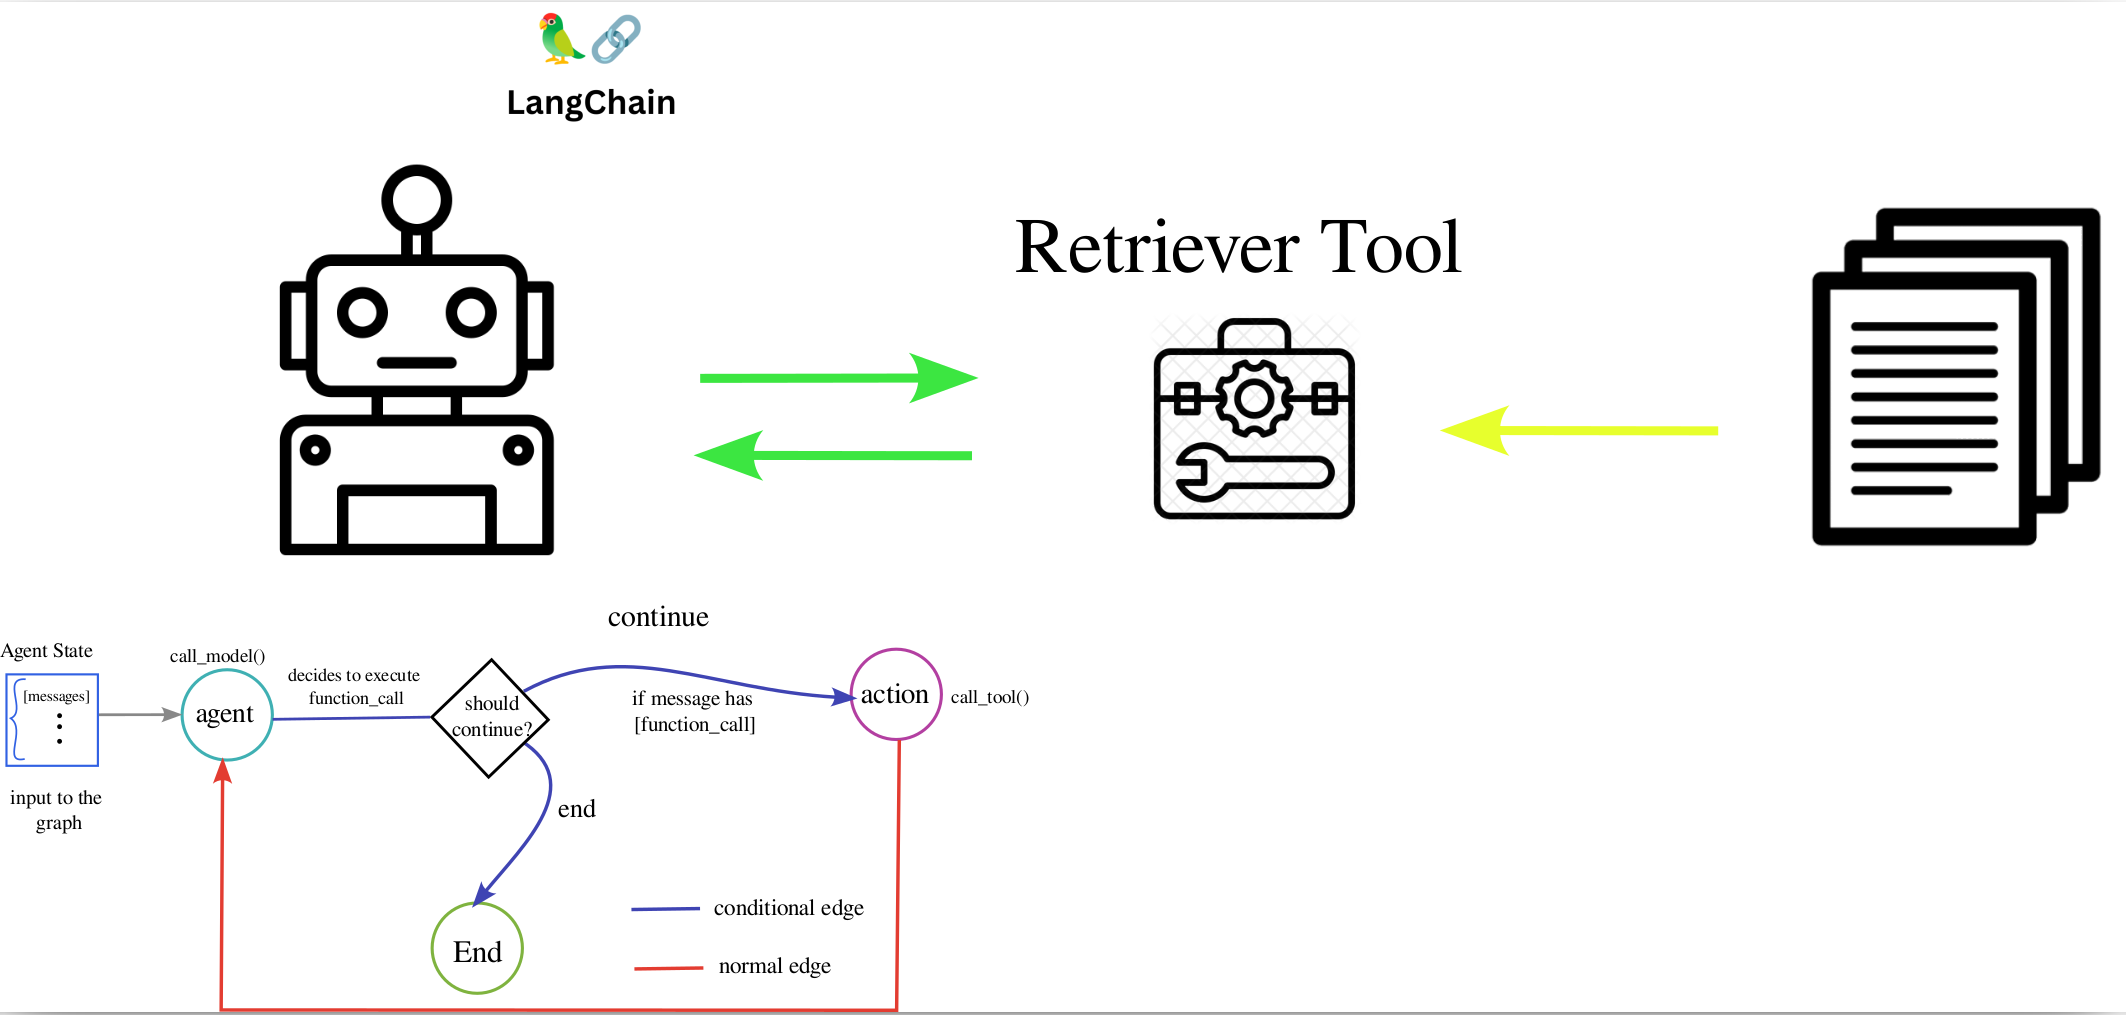 LangChain
Retriever Tool
continue
Agent State
call_model()
decides to execute
function_call
[messages]
agent
should
continue?
if message has
[function_call]
action
call_tool()
input to the
graph
end
conditional edge
End
normal edge